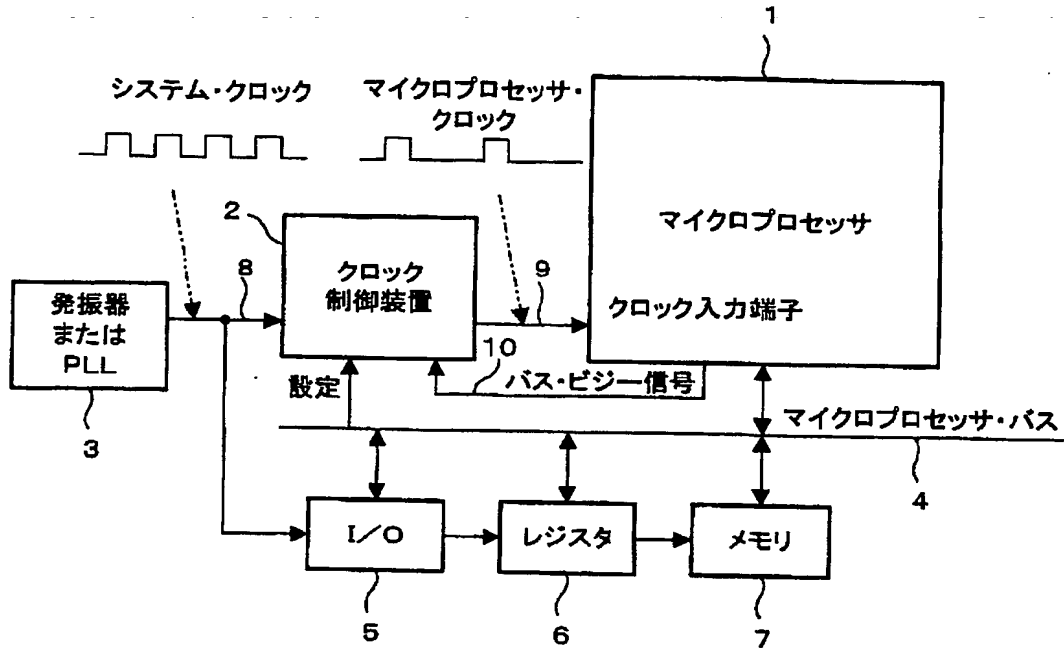 1
システム・クロック
マイクロプロセッサ・
クロック
マイクロプロセッサ
2
8
クロック
制御装置
9
クロック入力端子
発振器
または
PLL
10
設定
バス・ビジー信号
3
マイクロプロセッサ・バス
4
I/O
レジスタ
メモリ
5
6
7